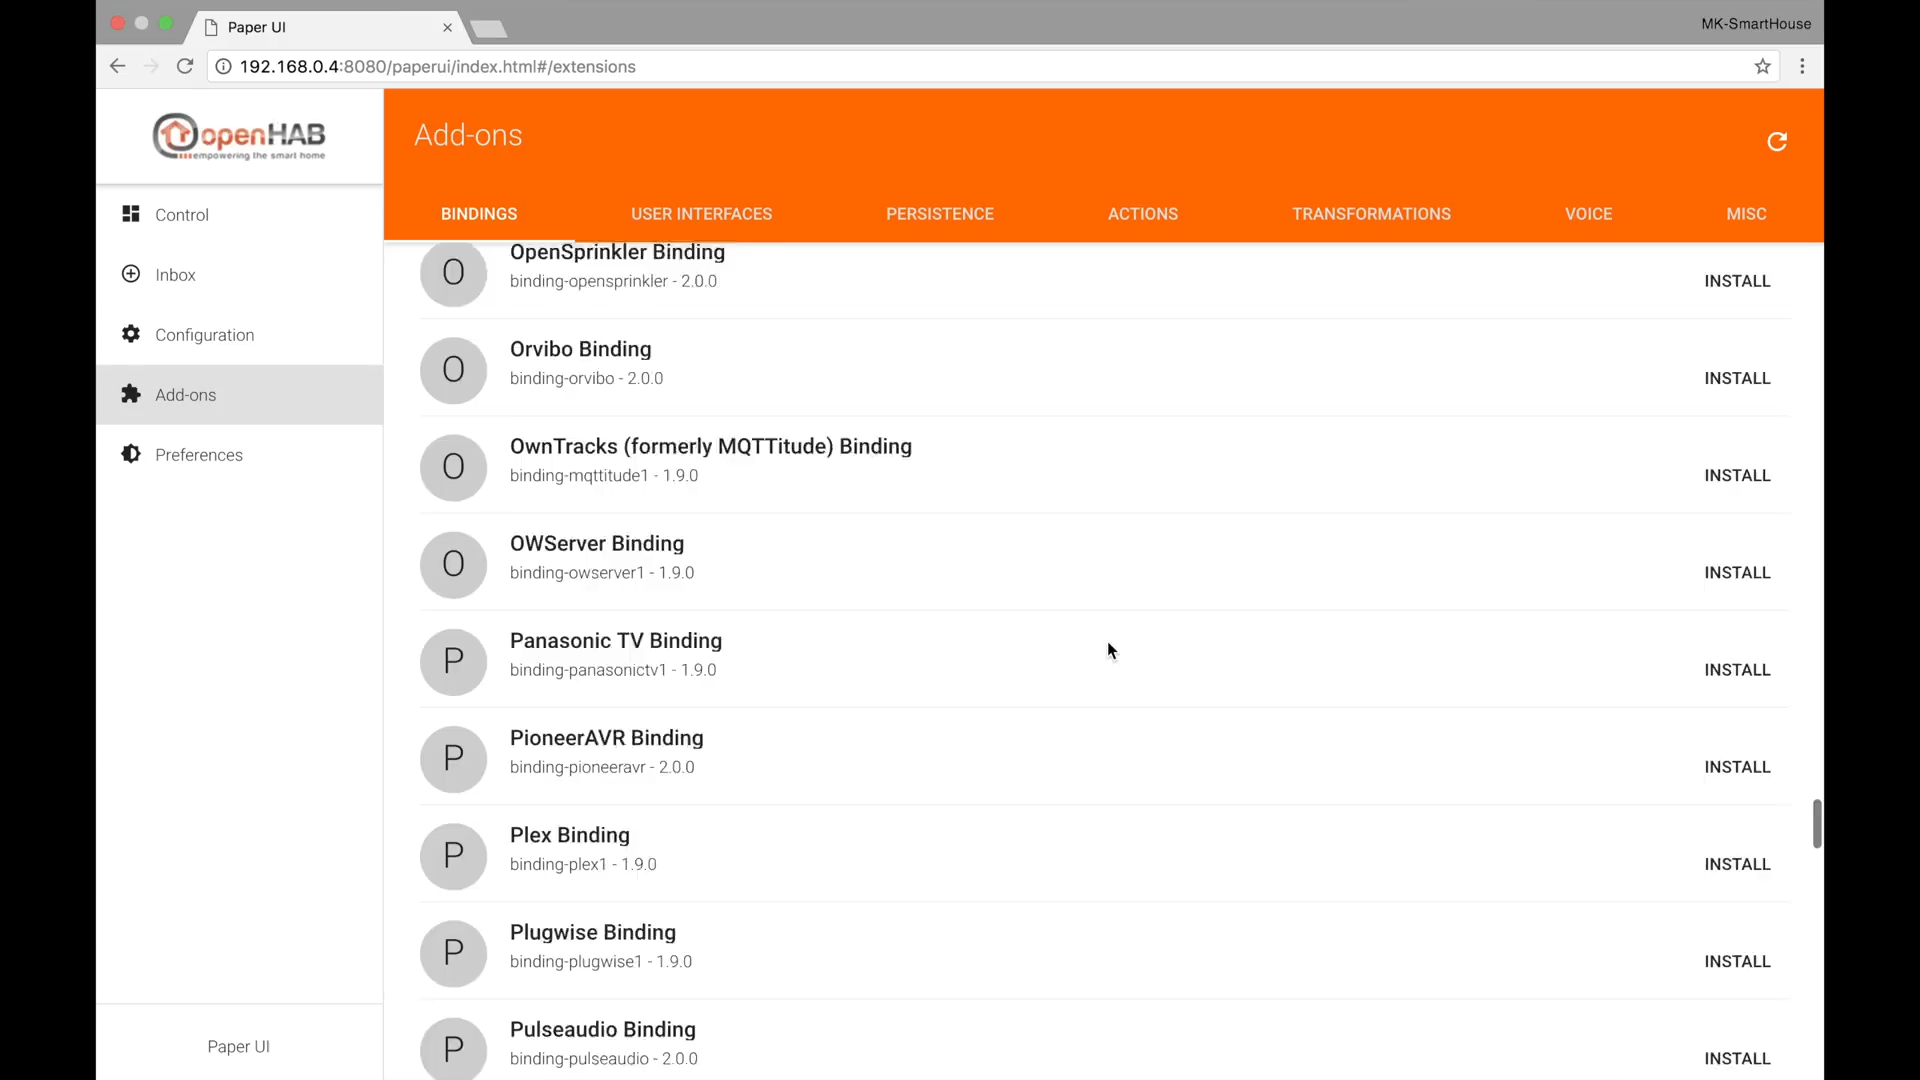 Paper UI
MK-SmartHouse
192.168.0.4:8080/paperui/index.html#/extensions
openHAB
empowering the smart home
Control
Inbox
Configuration
Add-ons
Preferences
Paper UI
Add-ons
BINDINGS USER INTERFACES PERSISTENCE ACTIONS TRANSFORMATIONS VOICE MISC
O
OpenSprinkler Binding
binding-opensprinkler - 2.0.0
INSTALL
O
Orvibo Binding
binding-orvibo - 2.0.0
INSTALL
O
OwnTracks (formerly MQTTitude) Binding
binding-mqttitude1 - 1.9.0
INSTALL
O
OWServer Binding
binding-owserver1 - 1.9.0
INSTALL
P
Panasonic TV Binding
binding-panasonictv1 - 1.9.0
INSTALL
P
PioneerAVR Binding
binding-pioneeravr - 2.0.0
INSTALL
P
Plex Binding
binding-plex1 - 1.9.0
INSTALL
P
Plugwise Binding
binding-plugwise1 - 1.9.0
INSTALL
P
Pulseaudio Binding
binding-pulseaudio - 2.0.0
INSTALL